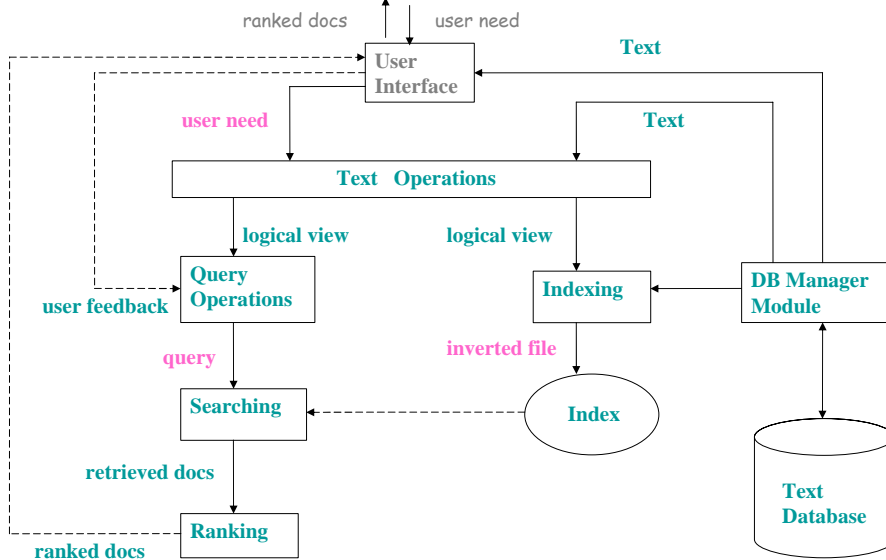 ranked docs
user need
User
Interface
Text
user need
Text
Text Operations
logical view
logical view
Query
Operations
Indexing
DB Manager
Module
user feedback
query
inverted file
Searching
Index
retrieved docs
Text
Database
Ranking
ranked docs